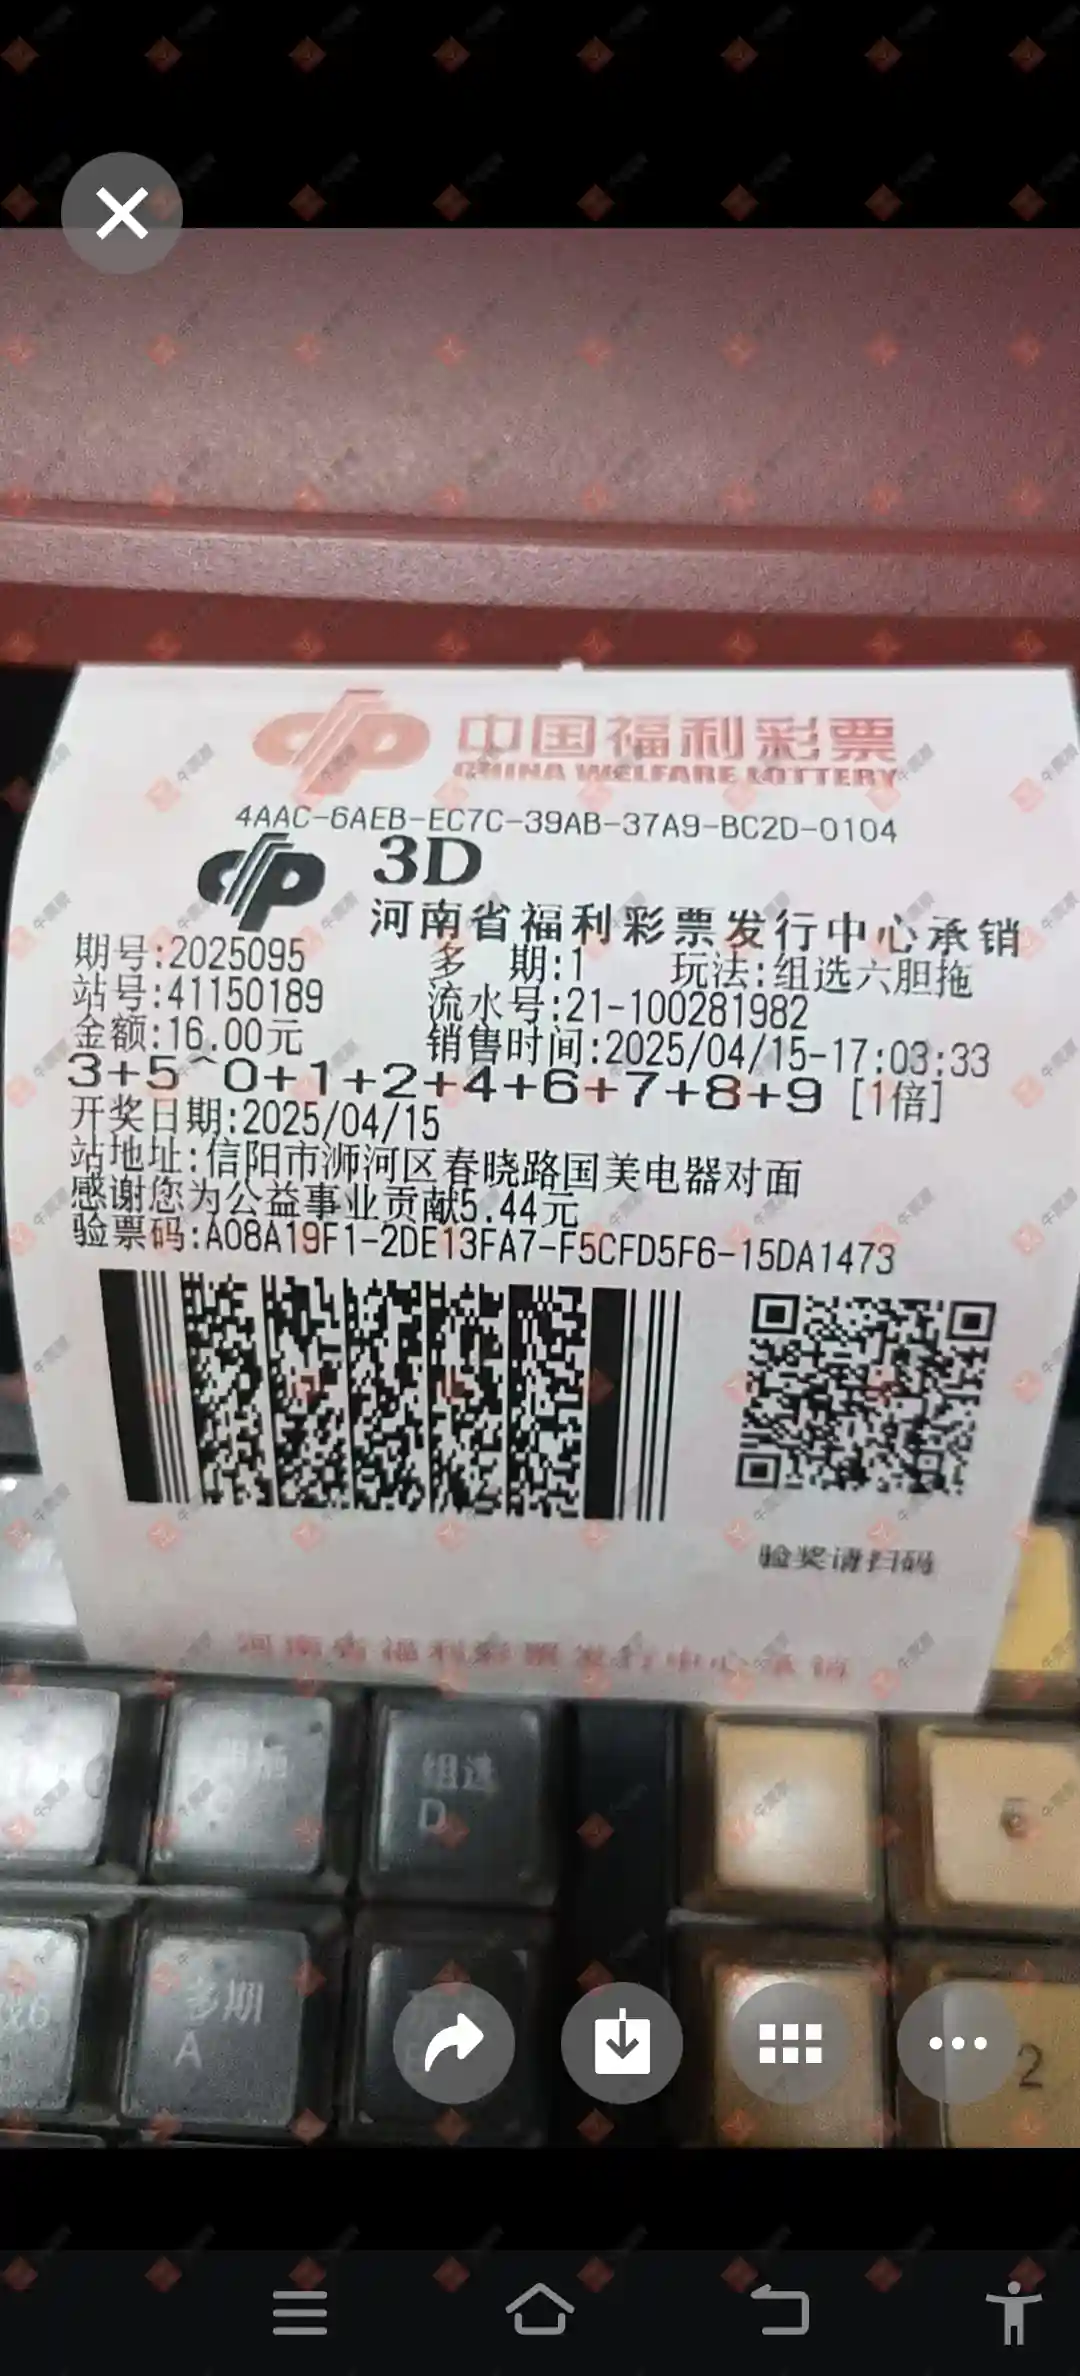 中国福利彩票
CHINA WELFARE LOTTERY
4AAC-6AEB-EC7C-39AB-37A9-BC2D-0104
3D
河南省福利彩票发行中心承销
期号:2025095 多 期:1 玩法:组选六胆拖
站号:41150189 流水号:21-100281982
金额:16.00元 销售时间:2025/04/15-17:03:33
3+5^0+1+2+4+6+7+8+9 [1倍]
开奖日期:2025/04/15
站地址:信阳市浉河区春晓路国美电器对面
感谢您为公益事业贡献5.44元
验票码:A08A19F1-2DE13FA7-F5CFD5F6-15DA1473
验奖请扫码
河南省福利彩票发行中心承销
组选
D
多期
A
2